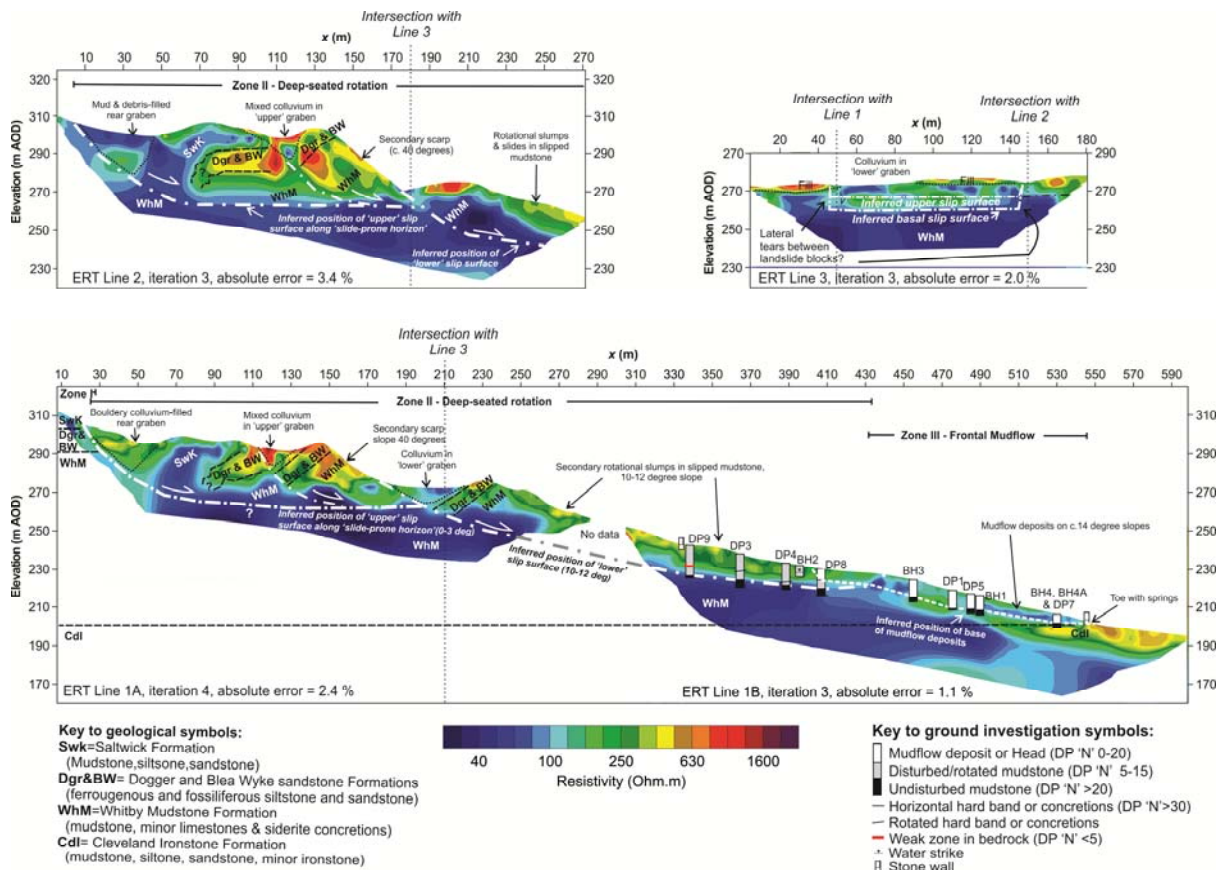 Intersection with
Line 3
x (m)
10 30 50 70 90 110 130 150 170 190 210 230 250 270
Elevation (m AOD)
320
310
290
270
250
230
320
310
290
270
250
230
Zone II - Deep-seated rotation
Mud & debris-filled
rear graben
Mixed colluvium in
'upper' graben
Secondary scarp
(c. 40 degrees)
Rotational slumps
& slides in slipped
mudstone
SwK
Dgr & BW
Dgr & BW
WhM
WhM
WhM
WhM
Inferred position of 'upper' slip
surface along 'slide-prone horizon'
Inferred position of
'lower' slip surface
ERT Line 2, iteration 3, absolute error = 3.4 %
Intersection with
Line 1
Intersection with
Line 2
x (m)
20 40 60 80 100 120 140 160 180
Elevation (m AOD)
270
250
230
290
270
250
230
Colluvium in
'lower' graben
Fill
Fill
Inferred upper slip surface
Inferred basal slip surface
WhM
Lateral
tears between
landslide blocks?
ERT Line 3, iteration 3, absolute error = 2.0 %
Intersection with
Line 3
x (m)
10 30 50 70 90 110 130 150 170 190 210 230 250 270 305 330 350 370 390 410 430 450 470 490 510 530 550 570 590
Elevation (m AOD)
310
290
270
250
230
210
190
170
310
290
270
250
230
210
190
170
Zone I
Zone II - Deep-seated rotation
Zone III - Frontal Mudflow
SwK
Dgr &
BW
WhM
Bouldery colluvium-filled
rear graben
Mixed colluvium
in 'upper' graben
Secondary scarp
slope 40 degrees
Colluvium in
'lower' graben
Secondary rotational slumps in slipped mudstone,
10-12 degree slope
Mudflow deposits on c.14 degree slopes
SwK
Dgr & BW
Dgr & BW
WhM
WhM
Dgr & BW
WhM
?
Inferred position of 'upper' slip
surface along 'slide-prone horizon'(0-3 deg)
WhM
No data
Inferred position of 'lower'
slip surface (10-12 deg)
DP9
DP3
DP4
BH2
DP8
BH3
DP1
DP5
BH1
BH4, BH4A
& DP7
Toe with springs
WhM
Inferred position of base
of mudflow deposits
Cdl
Cdl
ERT Line 1A, iteration 4, absolute error = 2.4 %
ERT Line 1B, iteration 3, absolute error = 1.1 %
Key to geological symbols:
Swk=Saltwick Formation
(Mudstone,siltsone,sandstone)
Dgr&BW= Dogger and Blea Wyke sandstone Formations
(ferrougenous and fossiliferous siltstone and sandstone)
WhM=Whitby Mudstone Formation
(mudstone, minor limestones & siderite concretions)
Cdl= Cleveland Ironstone Formation
(mudstone, siltone, sandstone, minor ironstone)
40 100 250 630 1600
Resistivity (Ohm.m)
Key to ground investigation symbols:
Mudflow deposit or Head (DP 'N' 0-20)
Disturbed/rotated mudstone (DP 'N' 5-15)
Undisturbed mudstone (DP 'N' >20)
Horizontal hard band or concretions (DP 'N'>30)
Rotated hard band or concretions
Weak zone in bedrock (DP 'N' <5)
Water strike
Stone wall